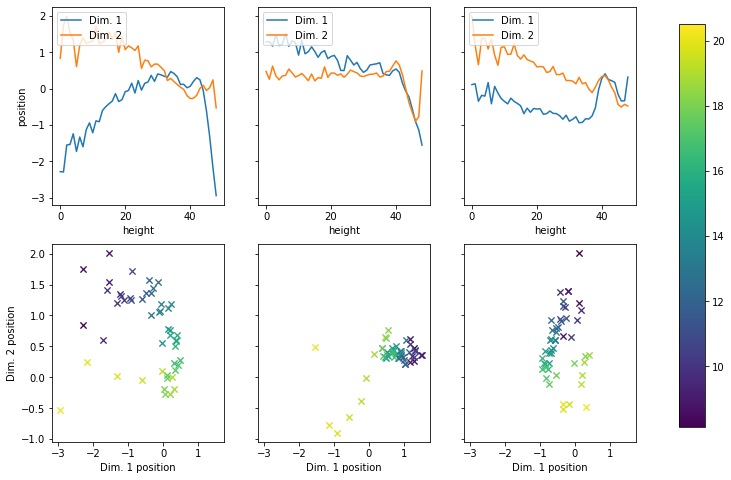 Dim. 1
Dim. 2
Dim. 1
Dim. 2
Dim. 1
Dim. 2
2
1
0
−1
−2
−3
position
0 20 40
0 20 40
0 20 40
height
height
height
2.0
1.5
1.0
0.5
0.0
−0.5
−1.0
Dim. 2 position
−3 −2 −1 0 1
−3 −2 −1 0 1
−3 −2 −1 0 1
Dim. 1 position
Dim. 1 position
Dim. 1 position
20
18
16
14
12
10